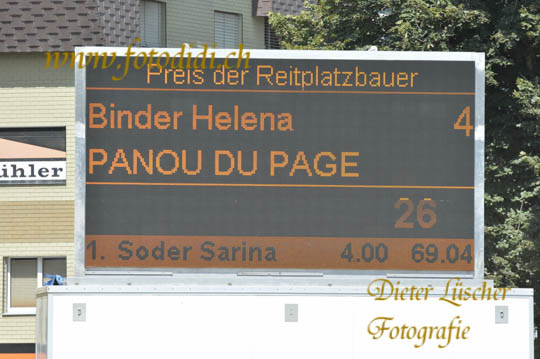 www.fotodidi.ch
Preis der Reitplatzbauer
Binder Helena 4
PANOU DU PAGE
ühler
26
1. Soder Sarina 4.00 69.04
Dieter Lüscher
Fotografie